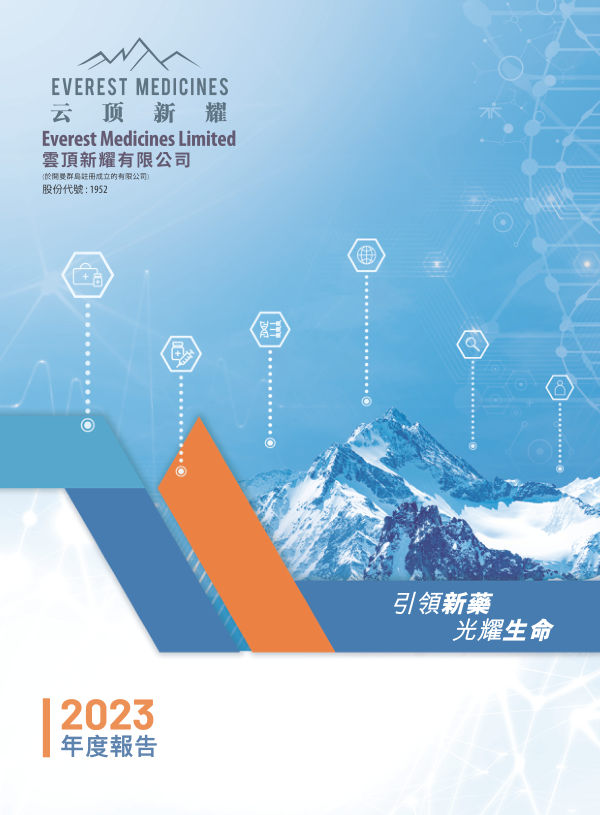 EVEREST MEDICINES
云顶新耀
Everest Medicines Limited
雲頂新耀有限公司
(於開曼群島註冊成立的有限公司)
股份代號 : 1952
引領新藥
光耀生命
2023
年度報告